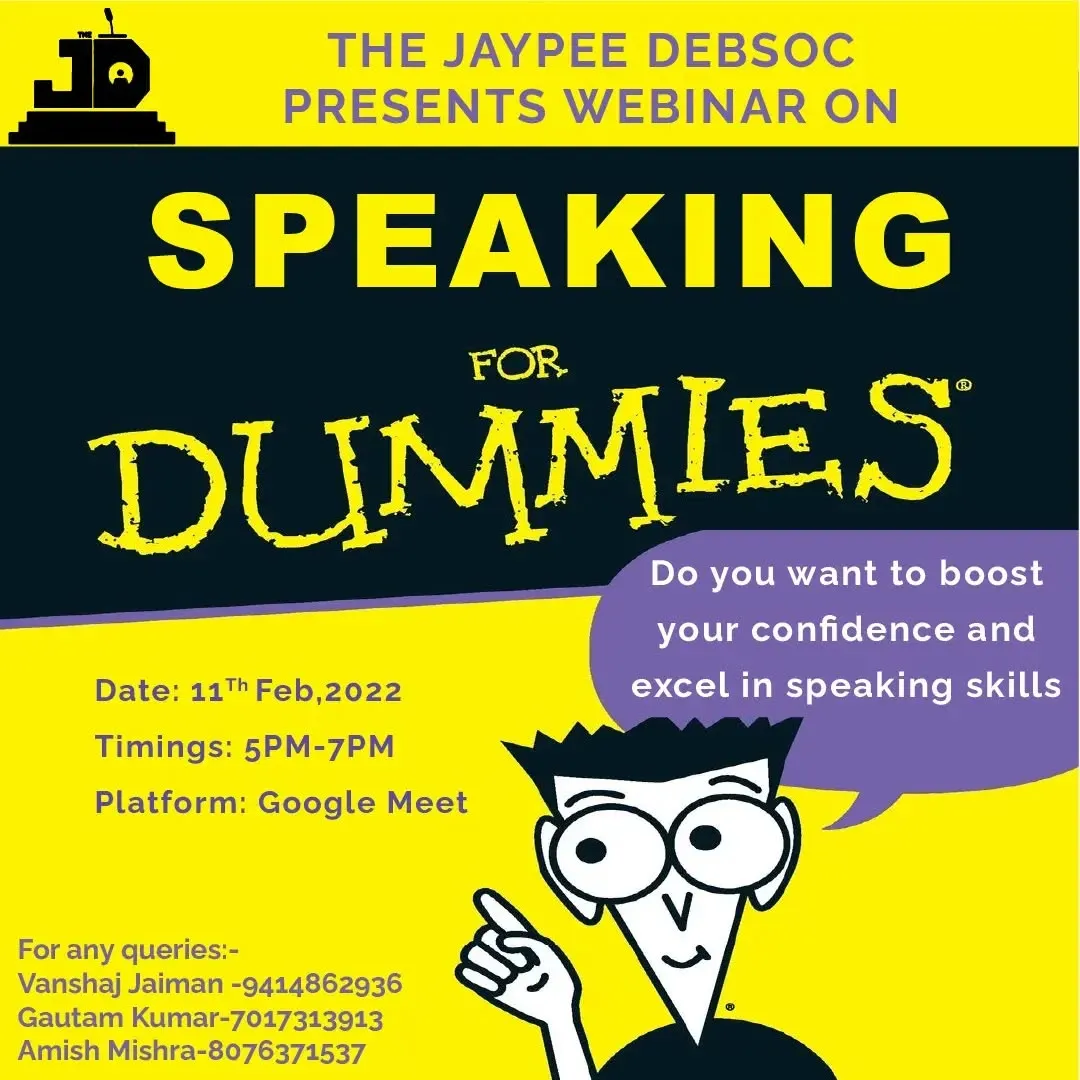 THE
JD
THE JAYPEE DEBSOC
PRESENTS WEBINAR ON
SPEAKING
FOR
DUMMIES®
Do you want to boost
your confidence and
excel in speaking skills
Date: 11Th Feb,2022
Timings: 5PM-7PM
Platform: Google Meet
For any queries:-
Vanshaj Jaiman -9414862936
Gautam Kumar-7017313913
Amish Mishra-8076371537
®